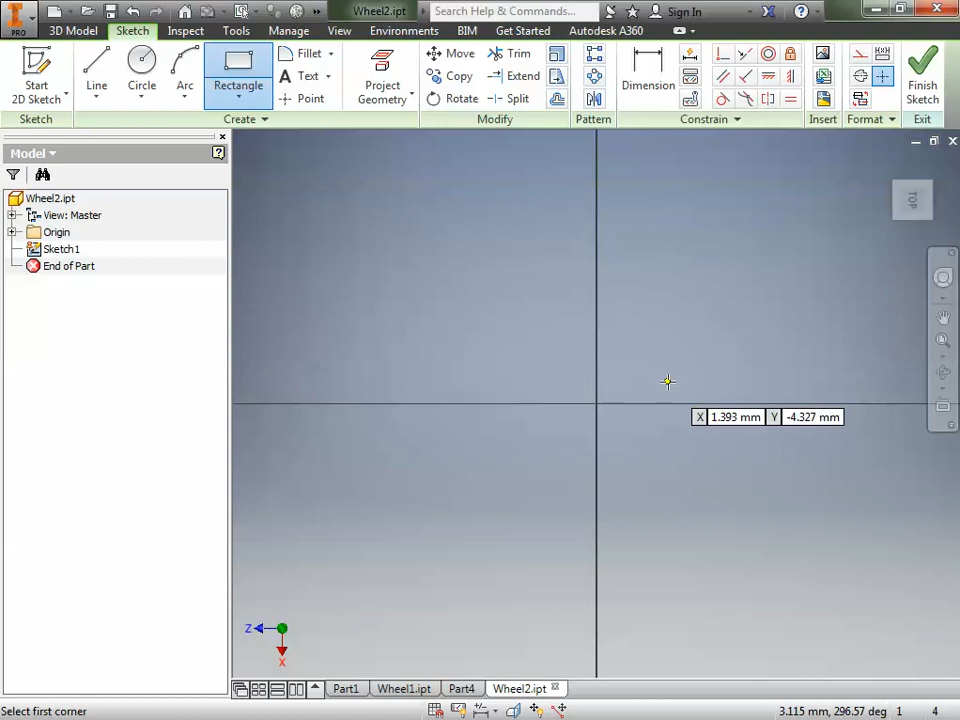 PRO
Wheel2.ipt
Search Help & Commands...
Sign In
3D Model
Sketch
Inspect
Tools
Manage
View
Environments
BIM
Get Started
Autodesk A360
Start
2D Sketch
Line
Circle
Arc
Rectangle
Fillet
Text
Point
Project
Geometry
Move
Copy
Rotate
Trim
Extend
Split
Dimension
Finish
Sketch
Sketch
Create
Modify
Pattern
Constrain
Insert
Format
Exit
Model
Wheel2.ipt
View: Master
Origin
Sketch1
End of Part
TOP
X 1.393 mm Y -4.327 mm
Z
X
Part1
Wheel1.ipt
Part4
Wheel2.ipt
Select first corner
3.115 mm, 296.57 deg 1 4